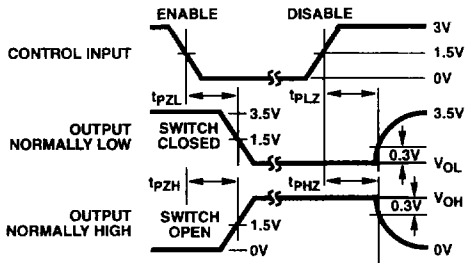 ENABLE DISABLE
3V
CONTROL INPUT 1.5V
0V
tPZL tPLZ
3.5V 3.5V
OUTPUT NORMALLY LOW
SWITCH CLOSED
1.5V
0.3V
VOL
tPZH tPHZ
VOH
0.3V
OUTPUT NORMALLY HIGH
SWITCH OPEN
1.5V
0V 0V